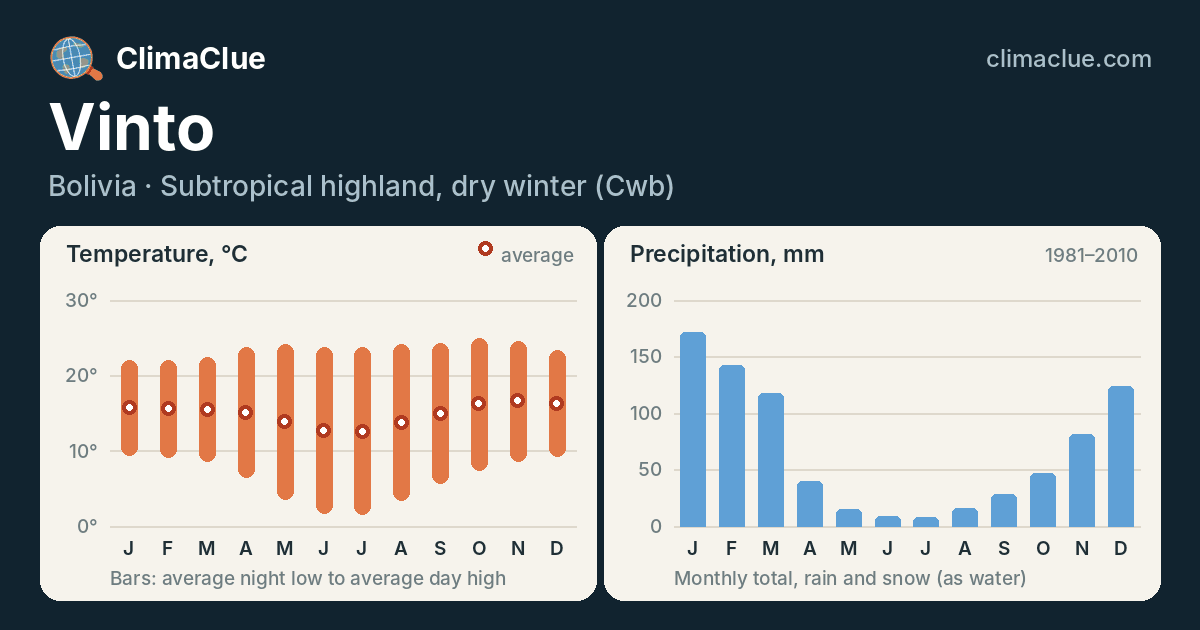 ClimaClue
climaclue.com
Vinto
Bolivia · Subtropical highland, dry winter (Cwb)
Temperature, °C
average
30°
20°
10°
0°
J F M A M J J A S O N D
Bars: average night low to average day high
Precipitation, mm
1981–2010
200
150
100
50
0
J F M A M J J A S O N D
Monthly total, rain and snow (as water)